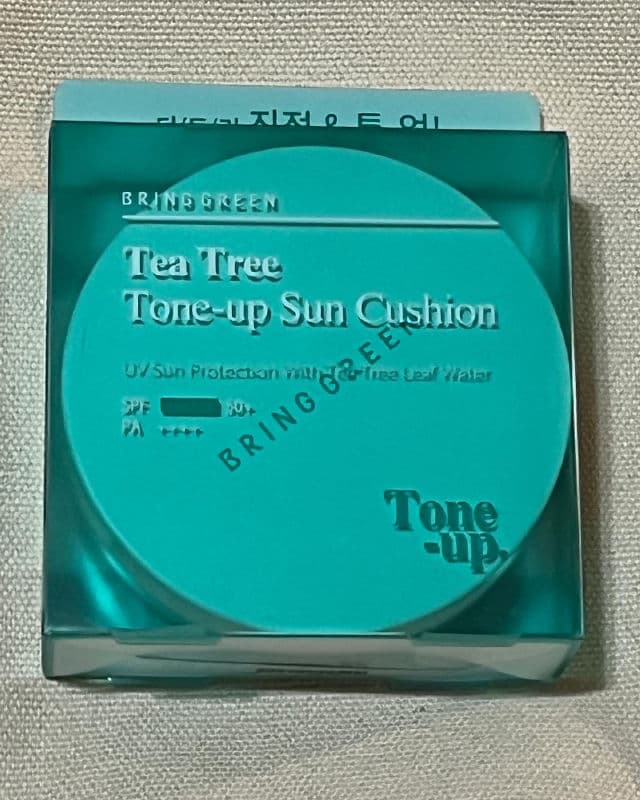 진정 & 톤업!
BRING GREEN
Tea Tree
Tone-up Sun Cushion
UV Sun Protection With Tea Tree Leaf Water
SPF 50+
PA ++++
BRING GREEN
Tone
-up.